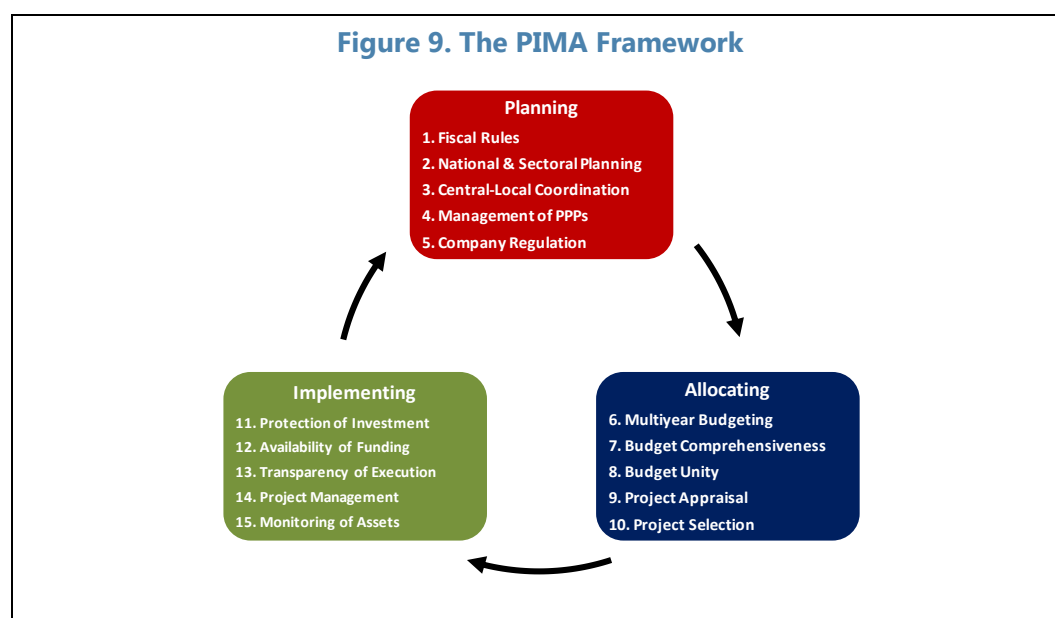 Figure 9. The PIMA Framework
Planning
1. Fiscal Rules
2. National & Sectoral Planning
3. Central-Local Coordination
4. Management of PPPs
5. Company Regulation
Implementing
11. Protection of Investment
12. Availability of Funding
13. Transparency of Execution
14. Project Management
15. Monitoring of Assets
Allocating
6. Multiyear Budgeting
7. Budget Comprehensiveness
8. Budget Unity
9. Project Appraisal
10. Project Selection